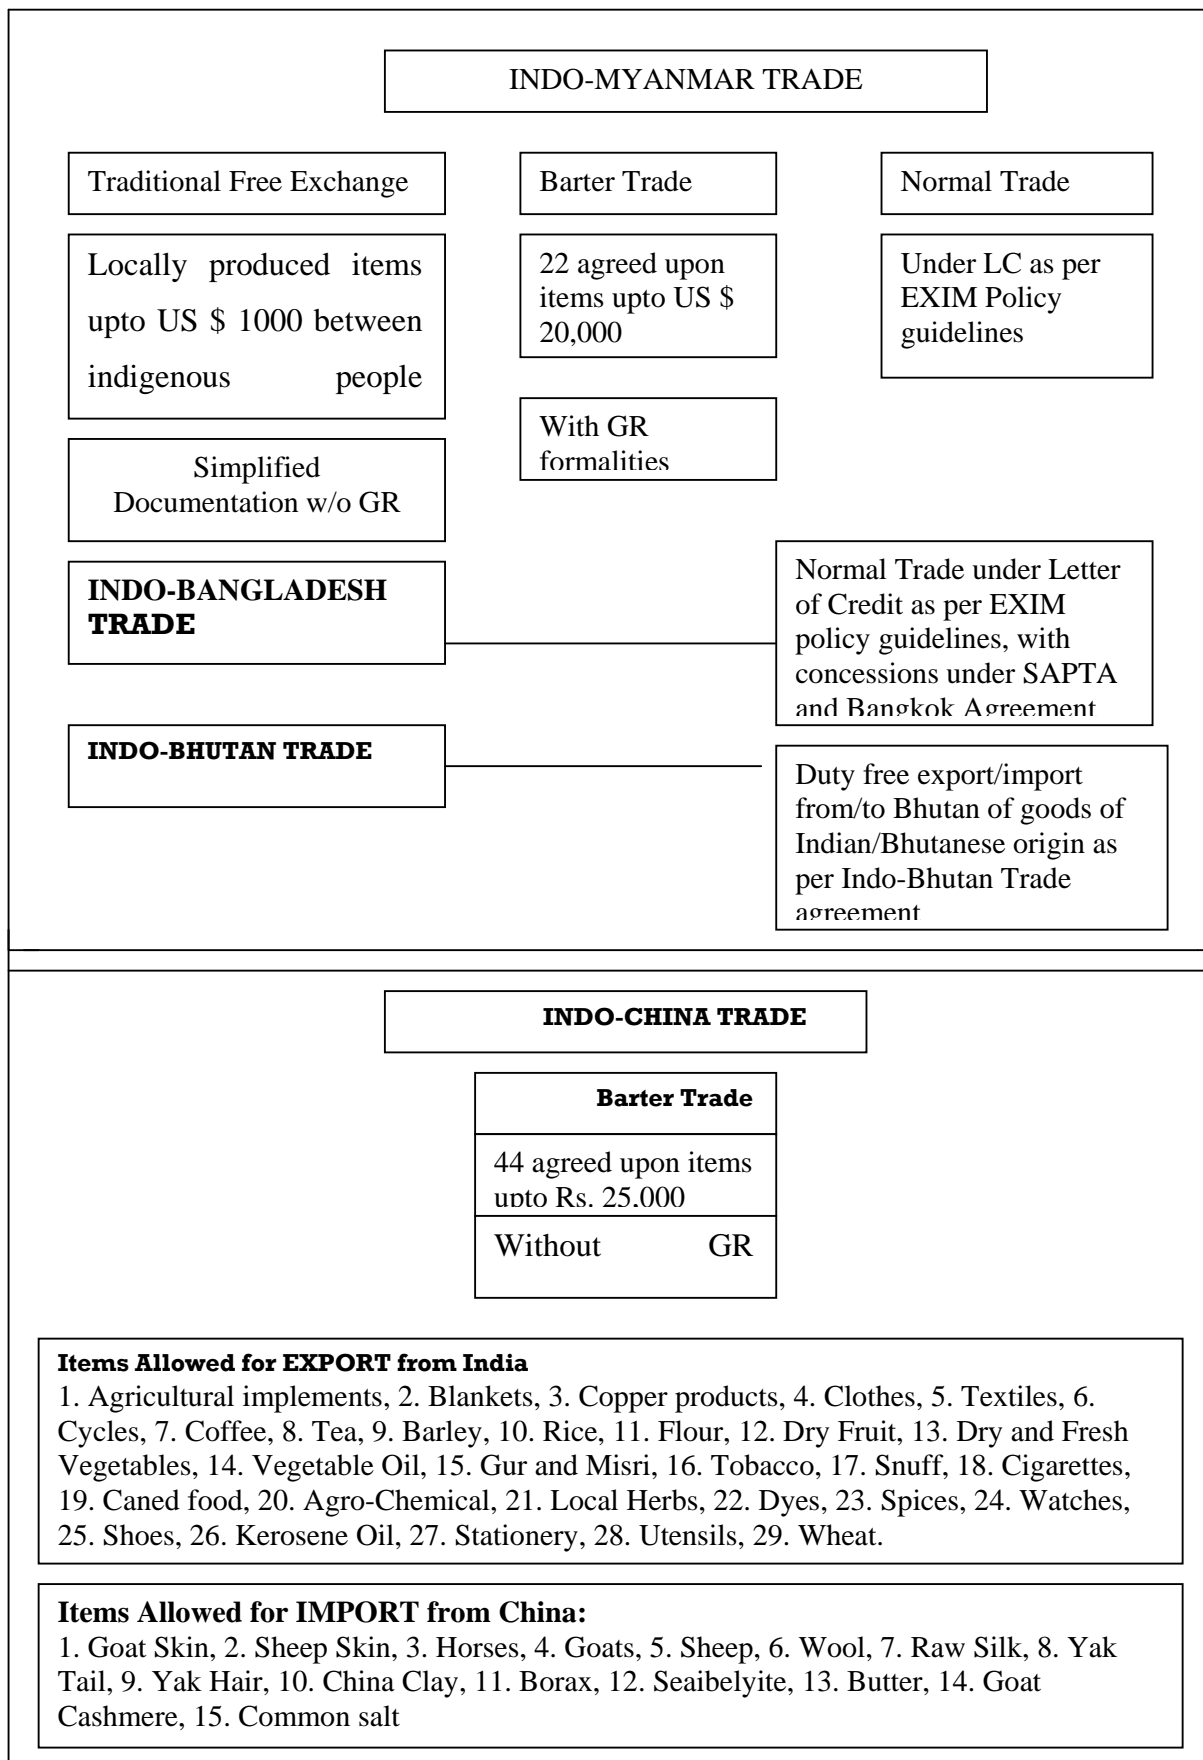 INDO-MYANMAR TRADE
Traditional Free Exchange
Barter Trade
Normal Trade
Locally produced items
upto US $ 1000 between
indigenous people
22 agreed upon
items upto US $
20,000
Under LC as per
EXIM Policy
guidelines
With GR
formalities
Simplified
Documentation w/o GR
INDO-BANGLADESH
TRADE
Normal Trade under Letter
of Credit as per EXIM
policy guidelines, with
concessions under SAPTA
and Bangkok Agreement
INDO-BHUTAN TRADE
Duty free export/import
from/to Bhutan of goods of
Indian/Bhutanese origin as
per Indo-Bhutan Trade
agreement
INDO-CHINA TRADE
Barter Trade
44 agreed upon items
upto Rs. 25,000
Without GR
Items Allowed for EXPORT from India
1. Agricultural implements, 2. Blankets, 3. Copper products, 4. Clothes, 5. Textiles, 6.
Cycles, 7. Coffee, 8. Tea, 9. Barley, 10. Rice, 11. Flour, 12. Dry Fruit, 13. Dry and Fresh
Vegetables, 14. Vegetable Oil, 15. Gur and Misri, 16. Tobacco, 17. Snuff, 18. Cigarettes,
19. Caned food, 20. Agro-Chemical, 21. Local Herbs, 22. Dyes, 23. Spices, 24. Watches,
25. Shoes, 26. Kerosene Oil, 27. Stationery, 28. Utensils, 29. Wheat.
Items Allowed for IMPORT from China:
1. Goat Skin, 2. Sheep Skin, 3. Horses, 4. Goats, 5. Sheep, 6. Wool, 7. Raw Silk, 8. Yak
Tail, 9. Yak Hair, 10. China Clay, 11. Borax, 12. Seaibelyite, 13. Butter, 14. Goat
Cashmere, 15. Common salt